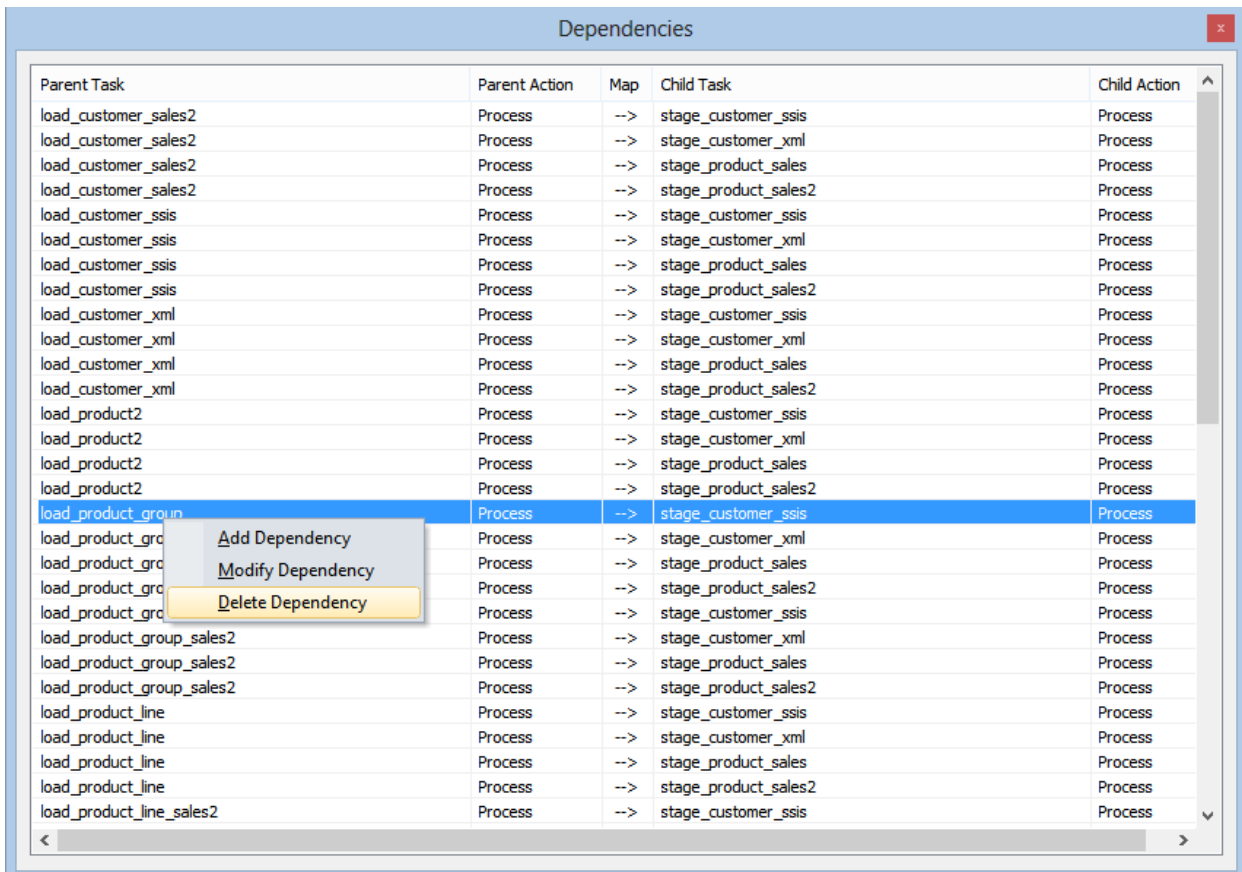 Dependencies
x
Parent Task Parent Action Map Child Task Child Action
load_customer_sales2 Process --> stage_customer_ssis Process
load_customer_sales2 Process --> stage_customer_xml Process
load_customer_sales2 Process --> stage_product_sales Process
load_customer_sales2 Process --> stage_product_sales2 Process
load_customer_ssis Process --> stage_customer_ssis Process
load_customer_ssis Process --> stage_customer_xml Process
load_customer_ssis Process --> stage_product_sales Process
load_customer_ssis Process --> stage_product_sales2 Process
load_customer_xml Process --> stage_customer_ssis Process
load_customer_xml Process --> stage_customer_xml Process
load_customer_xml Process --> stage_product_sales Process
load_customer_xml Process --> stage_product_sales2 Process
load_product2 Process --> stage_customer_ssis Process
load_product2 Process --> stage_customer_xml Process
load_product2 Process --> stage_product_sales Process
load_product2 Process --> stage_product_sales2 Process
load_product_group Process --> stage_customer_ssis Process
load_product_gro Process --> stage_customer_xml Process
load_product_gro Process --> stage_product_sales Process
load_product_gro Process --> stage_product_sales2 Process
load_product_gro Process --> stage_customer_ssis Process
Add Dependency
Modify Dependency
Delete Dependency
load_product_group_sales2 Process --> stage_customer_xml Process
load_product_group_sales2 Process --> stage_product_sales Process
load_product_group_sales2 Process --> stage_product_sales2 Process
load_product_line Process --> stage_customer_ssis Process
load_product_line Process --> stage_customer_xml Process
load_product_line Process --> stage_product_sales Process
load_product_line Process --> stage_product_sales2 Process
load_product_line_sales2 Process --> stage_customer_ssis Process